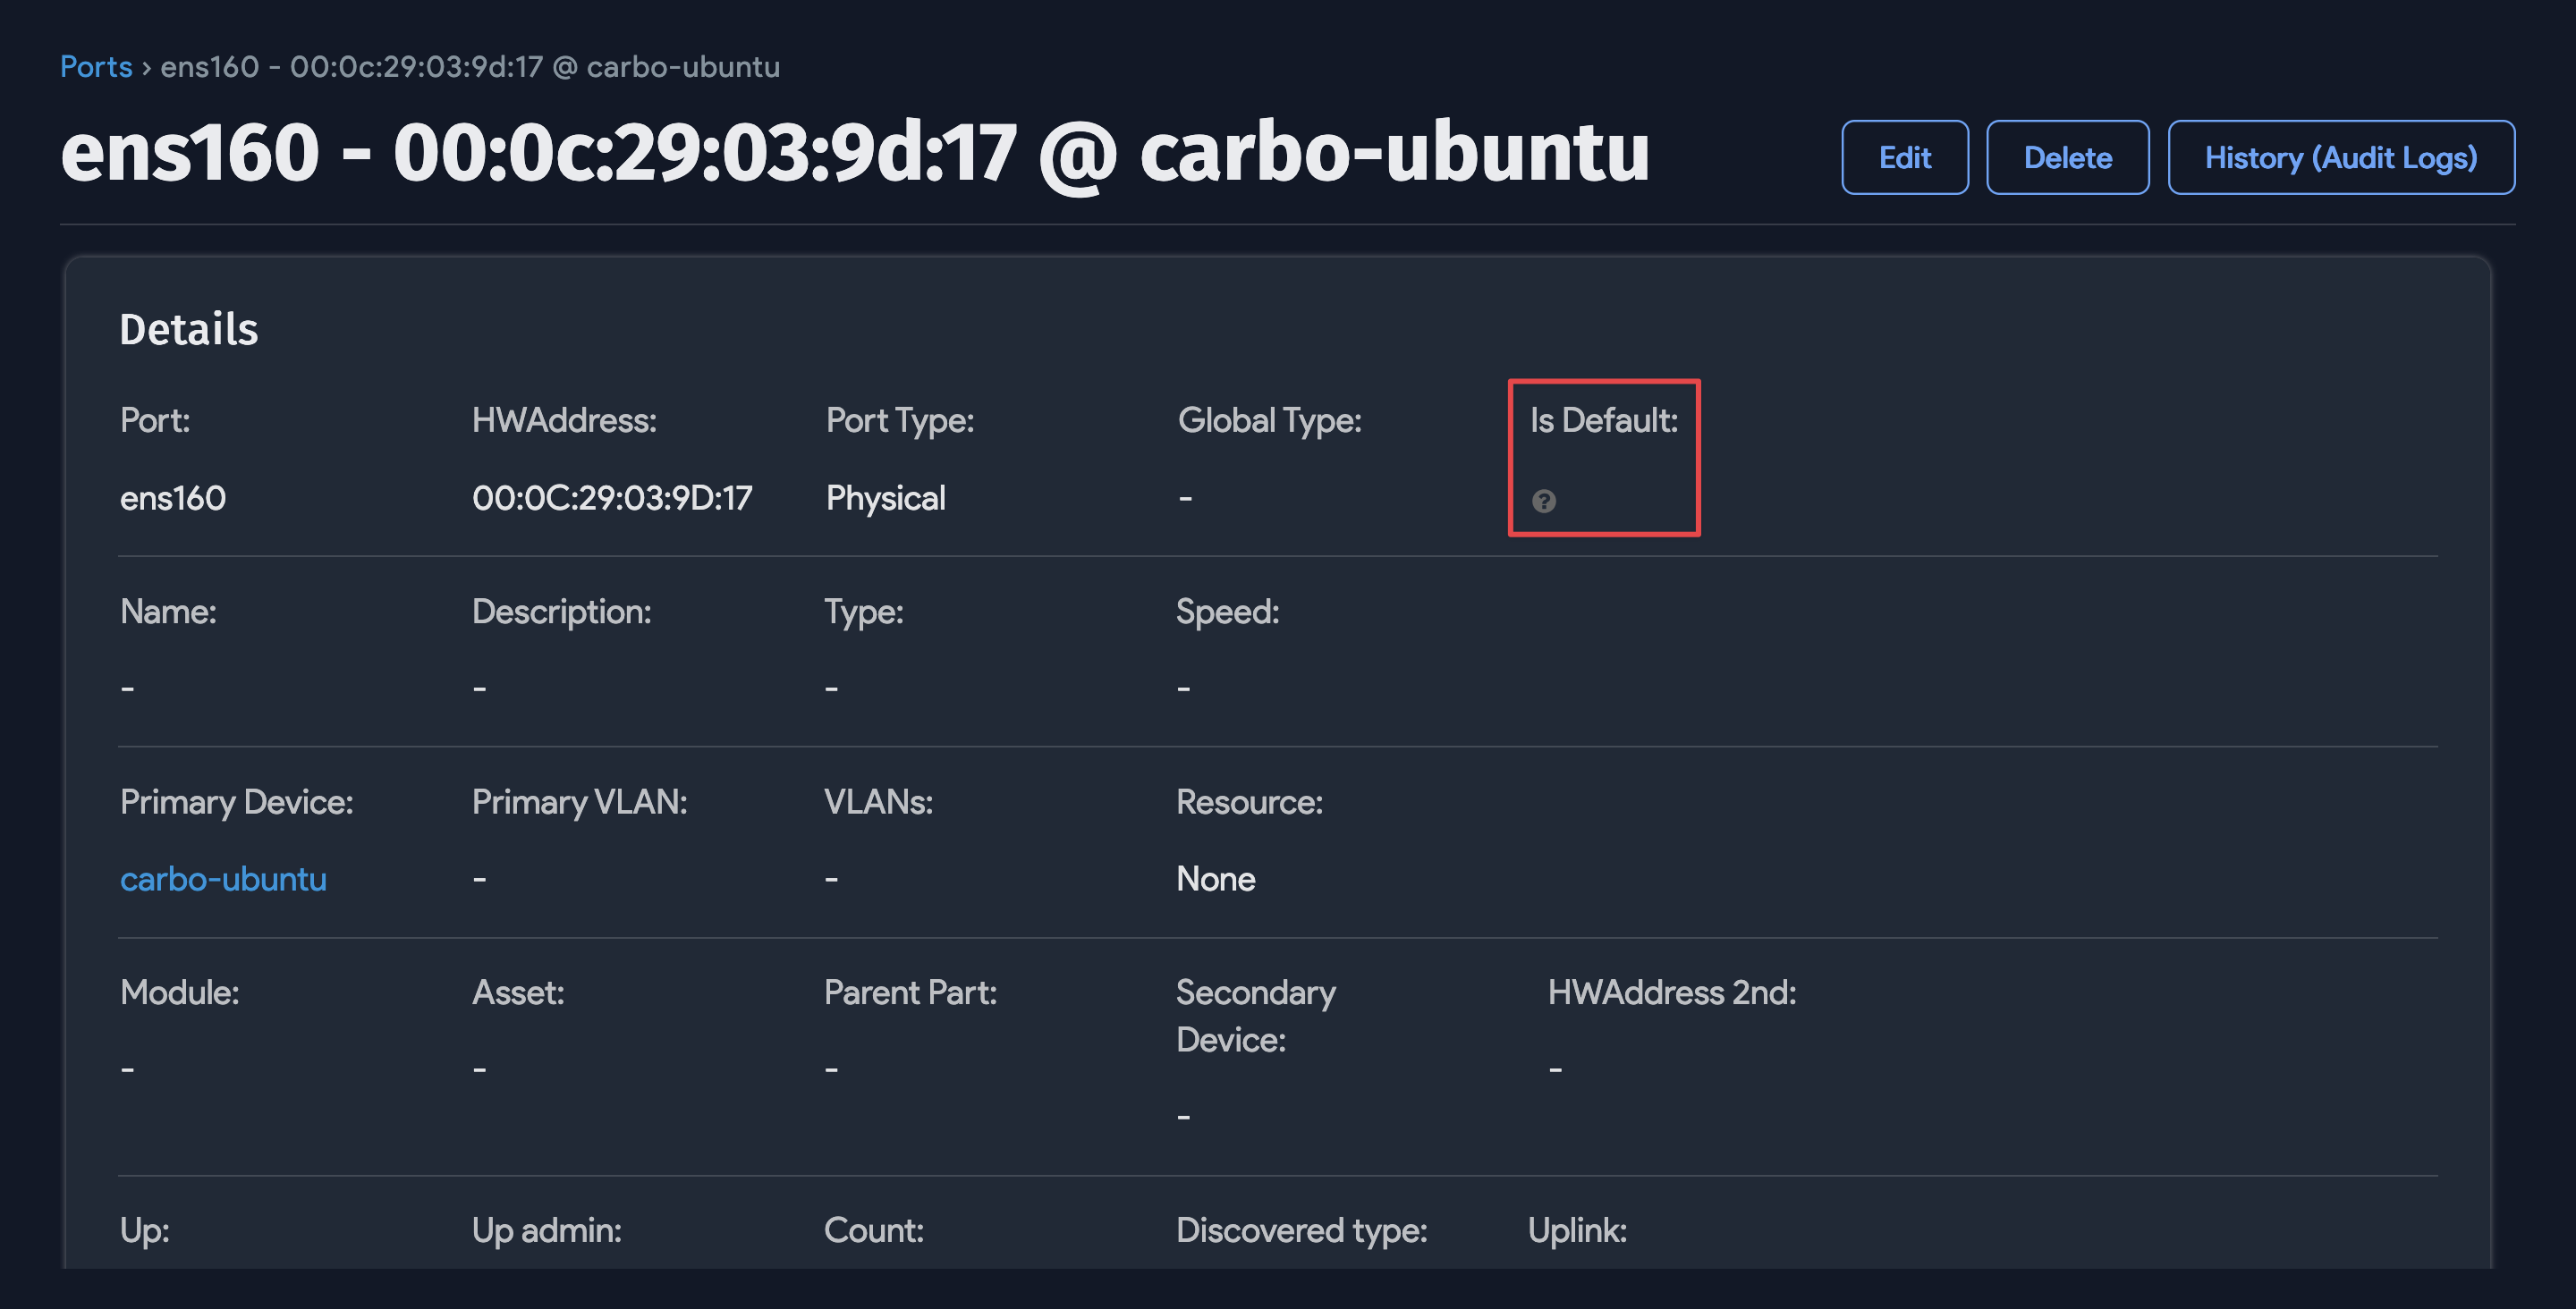 Ports › ens160 - 00:0c:29:03:9d:17 @ carbo-ubuntu
ens160 - 00:0c:29:03:9d:17 @ carbo-ubuntu
Edit
Delete
History (Audit Logs)
Details
Port: HWAddress: Port Type: Global Type: Is Default:
ens160 00:0C:29:03:9D:17 Physical - ?
Name: Description: Type: Speed:
- - - -
Primary Device: Primary VLAN: VLANs: Resource:
carbo-ubuntu - - None
Module: Asset: Parent Part: Secondary HWAddress 2nd:
Device:
- - - -
-
Up: Up admin: Count: Discovered type: Uplink: